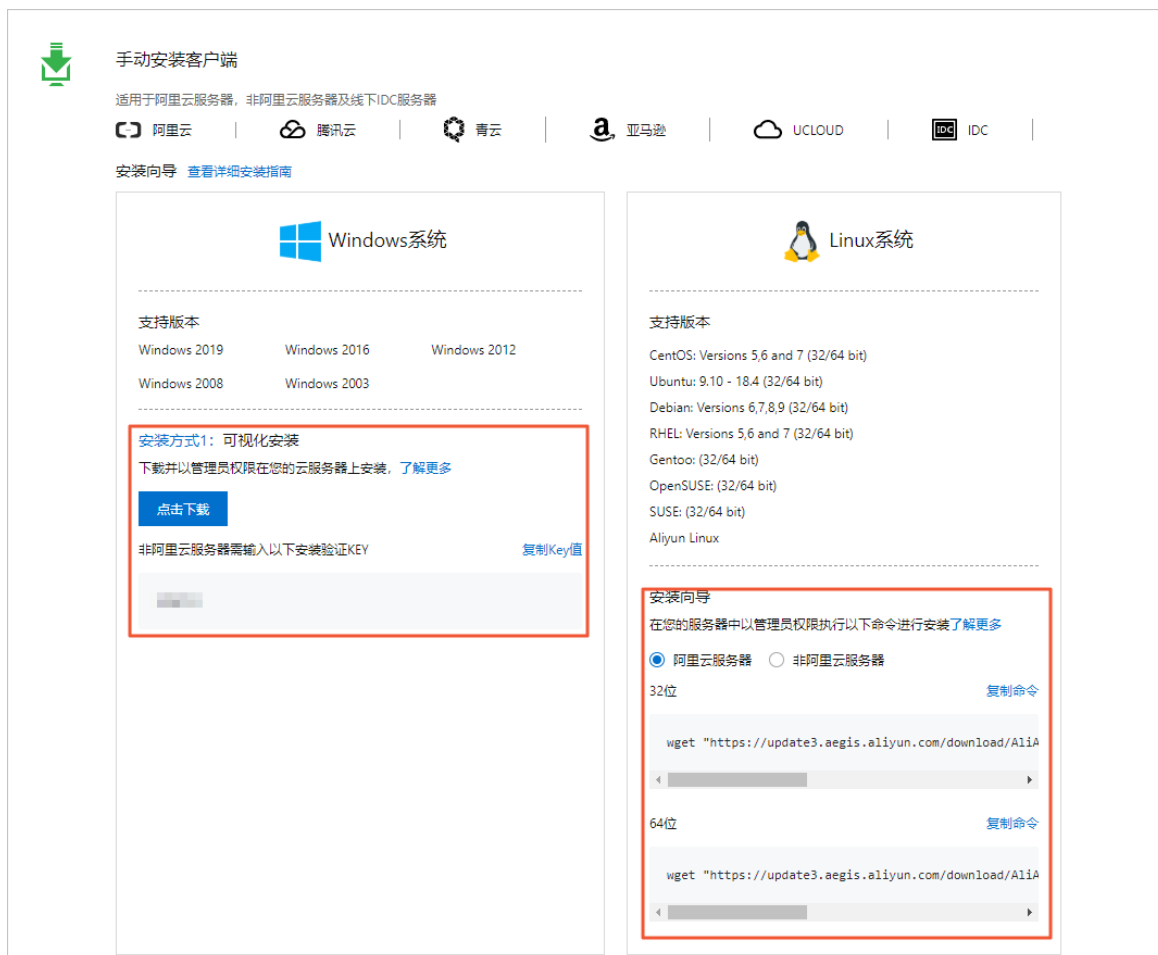 手动安装客户端
适用于阿里云服务器，非阿里云服务器及线下IDC服务器
阿里云 腾讯云 青云 亚马逊 UCLOUD IDC IDC
安装向导 查看详细安装指南
Windows系统
支持版本
Windows 2019 Windows 2016 Windows 2012
Windows 2008 Windows 2003
安装方式1：可视化安装
下载并以管理员权限在您的云服务器上安装，了解更多
点击下载
非阿里云服务器需输入以下安装验证KEY 复制Key值
Linux系统
支持版本
CentOS: Versions 5,6 and 7 (32/64 bit)
Ubuntu: 9.10 - 18.4 (32/64 bit)
Debian: Versions 6,7,8,9 (32/64 bit)
RHEL: Versions 5,6 and 7 (32/64 bit)
Gentoo: (32/64 bit)
OpenSUSE: (32/64 bit)
SUSE: (32/64 bit)
Aliyun Linux
安装向导
在您的服务器中以管理员权限执行以下命令进行安装了解更多
阿里云服务器 非阿里云服务器
32位 复制命令
wget "https://update3.aegis.aliyun.com/download/AliA
64位 复制命令
wget "https://update3.aegis.aliyun.com/download/AliA